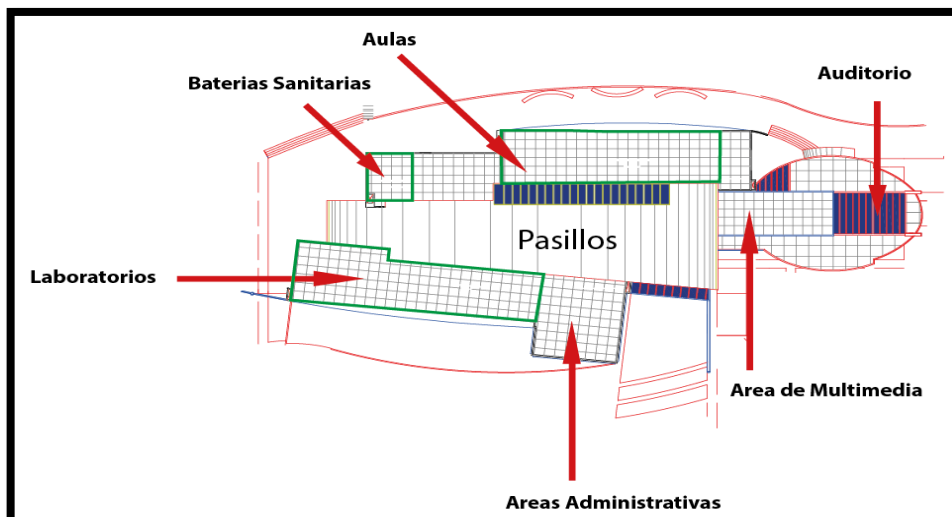 Aulas
Auditorio
Baterias Sanitarias
Pasillos
Laboratorios
Area de Multimedia
Areas Administrativas